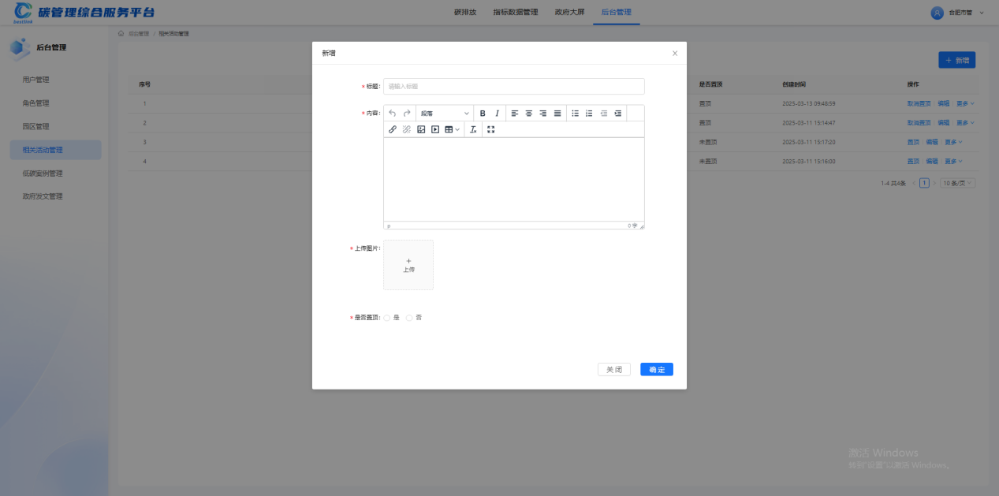 bestlink
碳管理综合服务平台
碳排放
指标数据管理
政府大屏
后台管理
合肥市管
后台管理
用户管理
角色管理
园区管理
相关活动管理
低碳案例管理
政府发文管理
后台管理 / 相关活动管理
+ 新增
序号
是否置顶
创建时间
操作
1
置顶
2025-03-13 09:48:59
取消置顶 编辑 更多
2
置顶
2025-03-11 15:14:47
取消置顶 编辑 更多
3
未置顶
2025-03-11 15:17:20
置顶 编辑 更多
4
未置顶
2025-03-11 15:16:00
置顶 编辑 更多
1-4 共4条 < 1 > 10 条/页
新增
*标题:
请输入标题
*内容:
段落
B I
p
0 字
*上传图片:
+
上传
*是否置顶:
是
否
关 闭
确 定
激活 Windows
转到"设置"以激活 Windows。